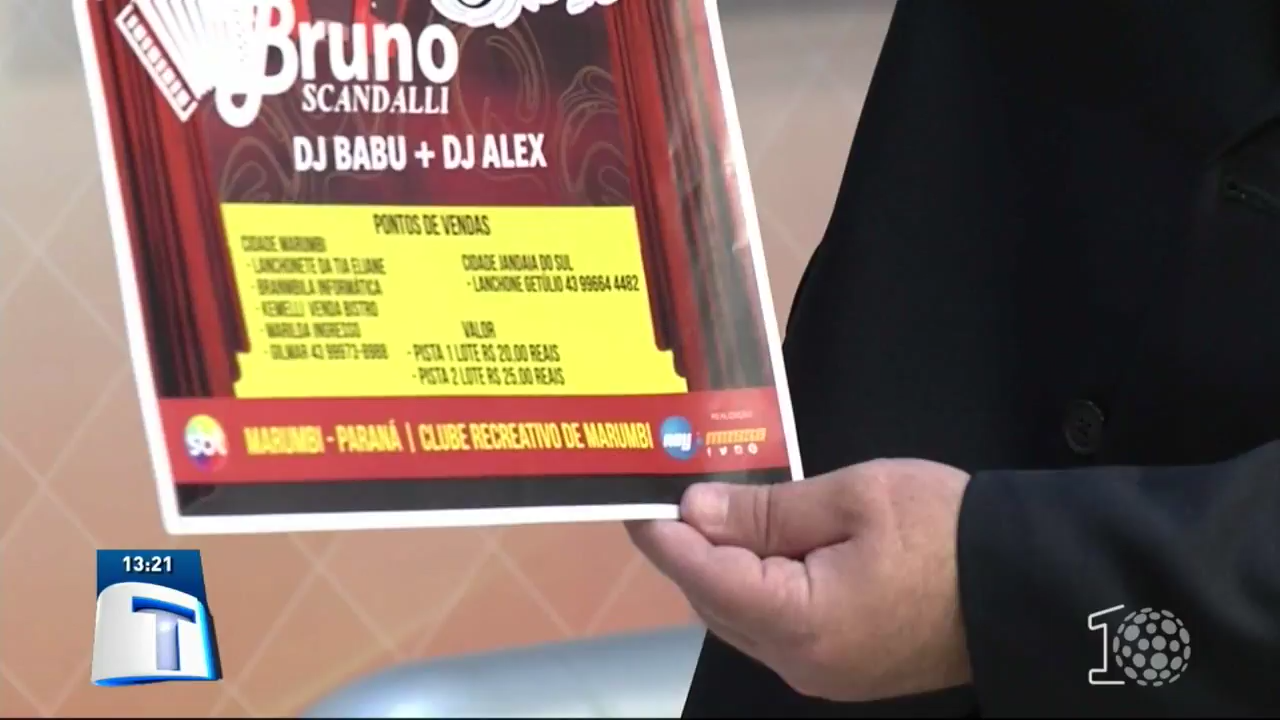 Bruno
SCANDALLI
DJ BABU + DJ ALEX
PONTOS DE VENDAS
CIDADE MARUMBI
- LANCHONETE DA TIA ELIANE
- BRAMMBILA INFORMÁTICA
- KEMELLI VENDA BISTRO
- MARILDA INGRESSO
- GILMAR 43 99973-8988
CIDADE JANDAIA DO SUL
- LANCHONE GETÚLIO 43 99664 4482
VALOR
- PISTA 1 LOTE R$ 20.00 REAIS
- PISTA 2 LOTE R$ 25.00 REAIS
SOL
MARUMBI - PARANÁ | CLUBE RECREATIVO DE MARUMBI
REALIZAÇÃO
13:21
T
10